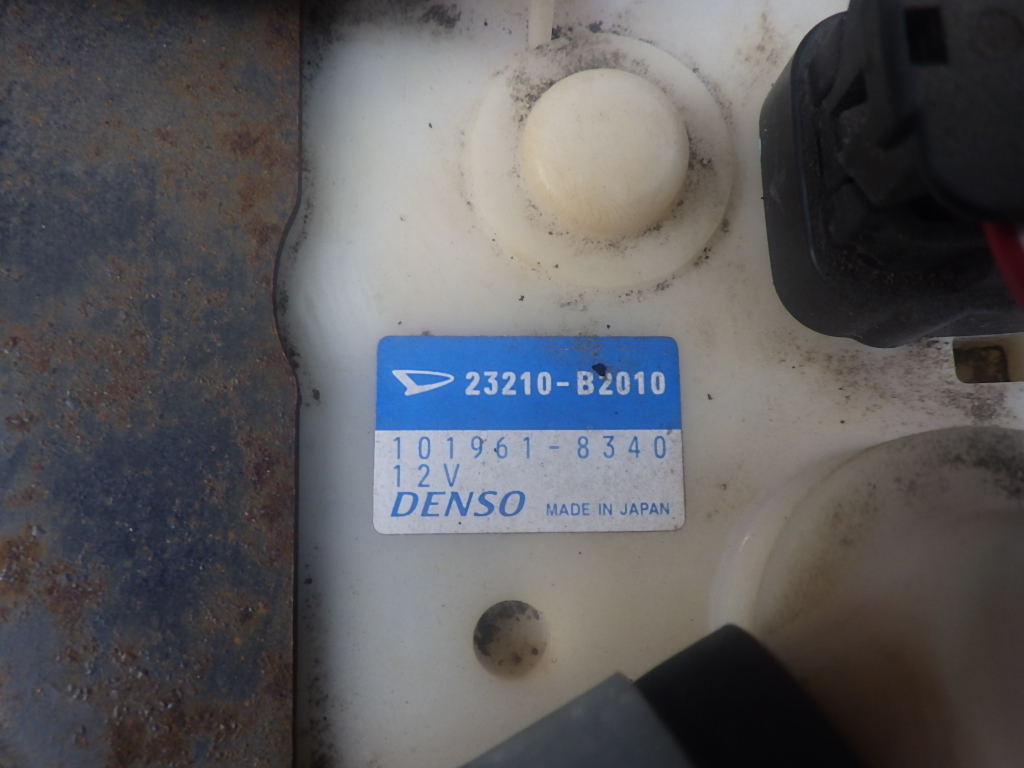 23210-B2010
101961-8340
12V
DENSO MADE IN JAPAN